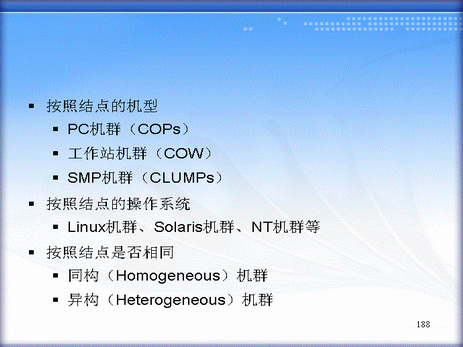 ▪ 按照结点的机型
▪ PC机群（COPs）
▪ 工作站机群（COW）
▪ SMP机群（CLUMPs）
▪ 按照结点的操作系统
▪ Linux机群、Solaris机群、NT机群等
▪ 按照结点是否相同
▪ 同构（Homogeneous）机群
▪ 异构（Heterogeneous）机群
188